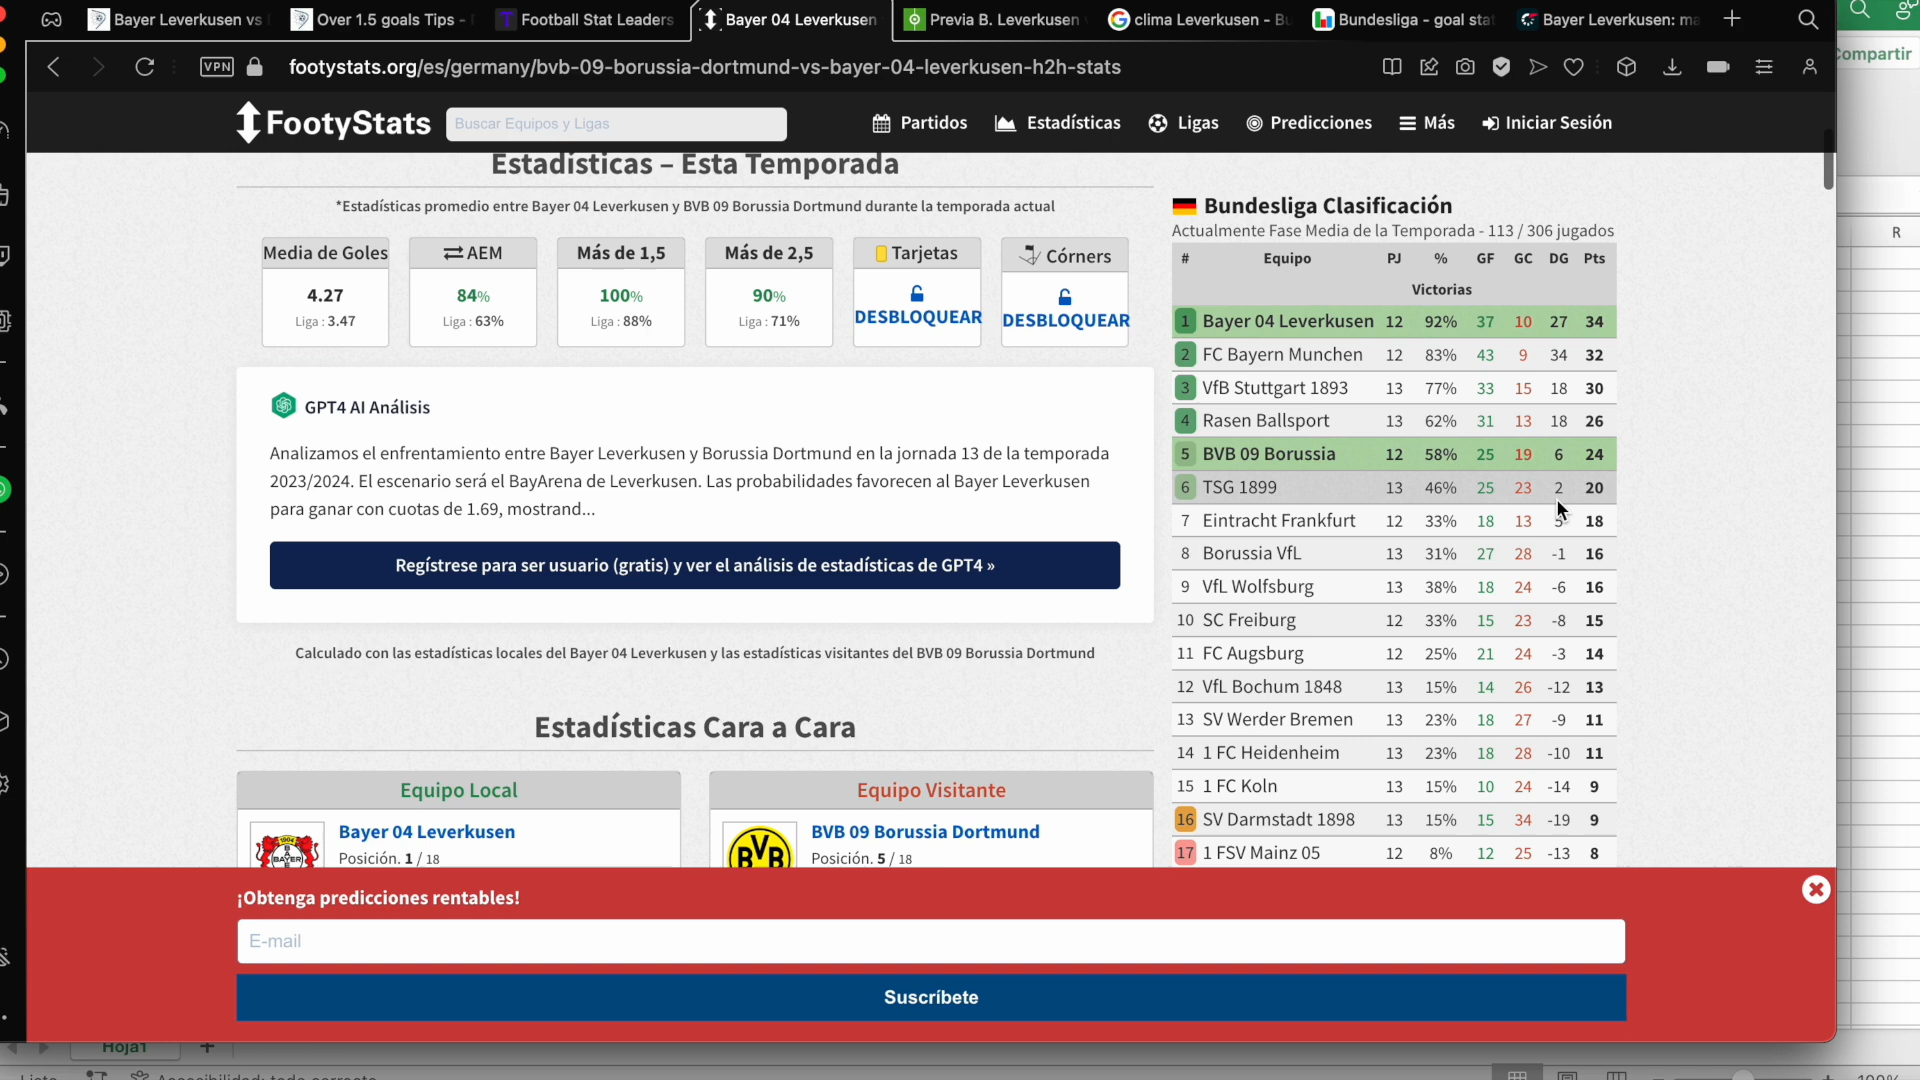 Bayer Leverkusen vs
Over 1.5 goals Tips -
Football Stat Leaders
Bayer 04 Leverkusen
Previa B. Leverkusen
clima Leverkusen - B
Bundesliga - goal sta
Bayer Leverkusen: ma
VPN
footystats.org/es/germany/bvb-09-borussia-dortmund-vs-bayer-04-leverkusen-h2h-stats
Compartir
FootyStats
Buscar Equipos y Ligas
Partidos
Estadísticas
Ligas
Predicciones
Más
Iniciar Sesión
Estadísticas – Esta Temporada
*Estadísticas promedio entre Bayer 04 Leverkusen y BVB 09 Borussia Dortmund durante la temporada actual
Media de Goles
4.27
Liga : 3.47
AEM
84%
Liga : 63%
Más de 1,5
100%
Liga : 88%
Más de 2,5
90%
Liga : 71%
Tarjetas
DESBLOQUEAR
Córners
DESBLOQUEAR
GPT4 AI Análisis
Analizamos el enfrentamiento entre Bayer Leverkusen y Borussia Dortmund en la jornada 13 de la temporada
2023/2024. El escenario será el BayArena de Leverkusen. Las probabilidades favorecen al Bayer Leverkusen
para ganar con cuotas de 1.69, mostrand...
Regístrese para ser usuario (gratis) y ver el análisis de estadísticas de GPT4 »
Calculado con las estadísticas locales del Bayer 04 Leverkusen y las estadísticas visitantes del BVB 09 Borussia Dortmund
Estadísticas Cara a Cara
Equipo Local
Bayer 04 Leverkusen
Posición. 1 / 18
Equipo Visitante
BVB 09 Borussia Dortmund
Posición. 5 / 18
Bundesliga Clasificación
Actualmente Fase Media de la Temporada - 113 / 306 jugados
# Equipo PJ % GF GC DG Pts
Victorias
1 Bayer 04 Leverkusen 12 92% 37 10 27 34
2 FC Bayern Munchen 12 83% 43 9 34 32
3 VfB Stuttgart 1893 13 77% 33 15 18 30
4 Rasen Ballsport 13 62% 31 13 18 26
5 BVB 09 Borussia 12 58% 25 19 6 24
6 TSG 1899 13 46% 25 23 2 20
7 Eintracht Frankfurt 12 33% 18 13 5 18
8 Borussia VfL 13 31% 27 28 -1 16
9 VfL Wolfsburg 13 38% 18 24 -6 16
10 SC Freiburg 12 33% 15 23 -8 15
11 FC Augsburg 12 25% 21 24 -3 14
12 VfL Bochum 1848 13 15% 14 26 -12 13
13 SV Werder Bremen 13 23% 18 27 -9 11
14 1 FC Heidenheim 13 23% 18 28 -10 11
15 1 FC Koln 13 15% 10 24 -14 9
16 SV Darmstadt 1898 13 15% 15 34 -19 9
17 1 FSV Mainz 05 12 8% 12 25 -13 8
R
¡Obtenga predicciones rentables!
E-mail
Suscríbete
Hoja1